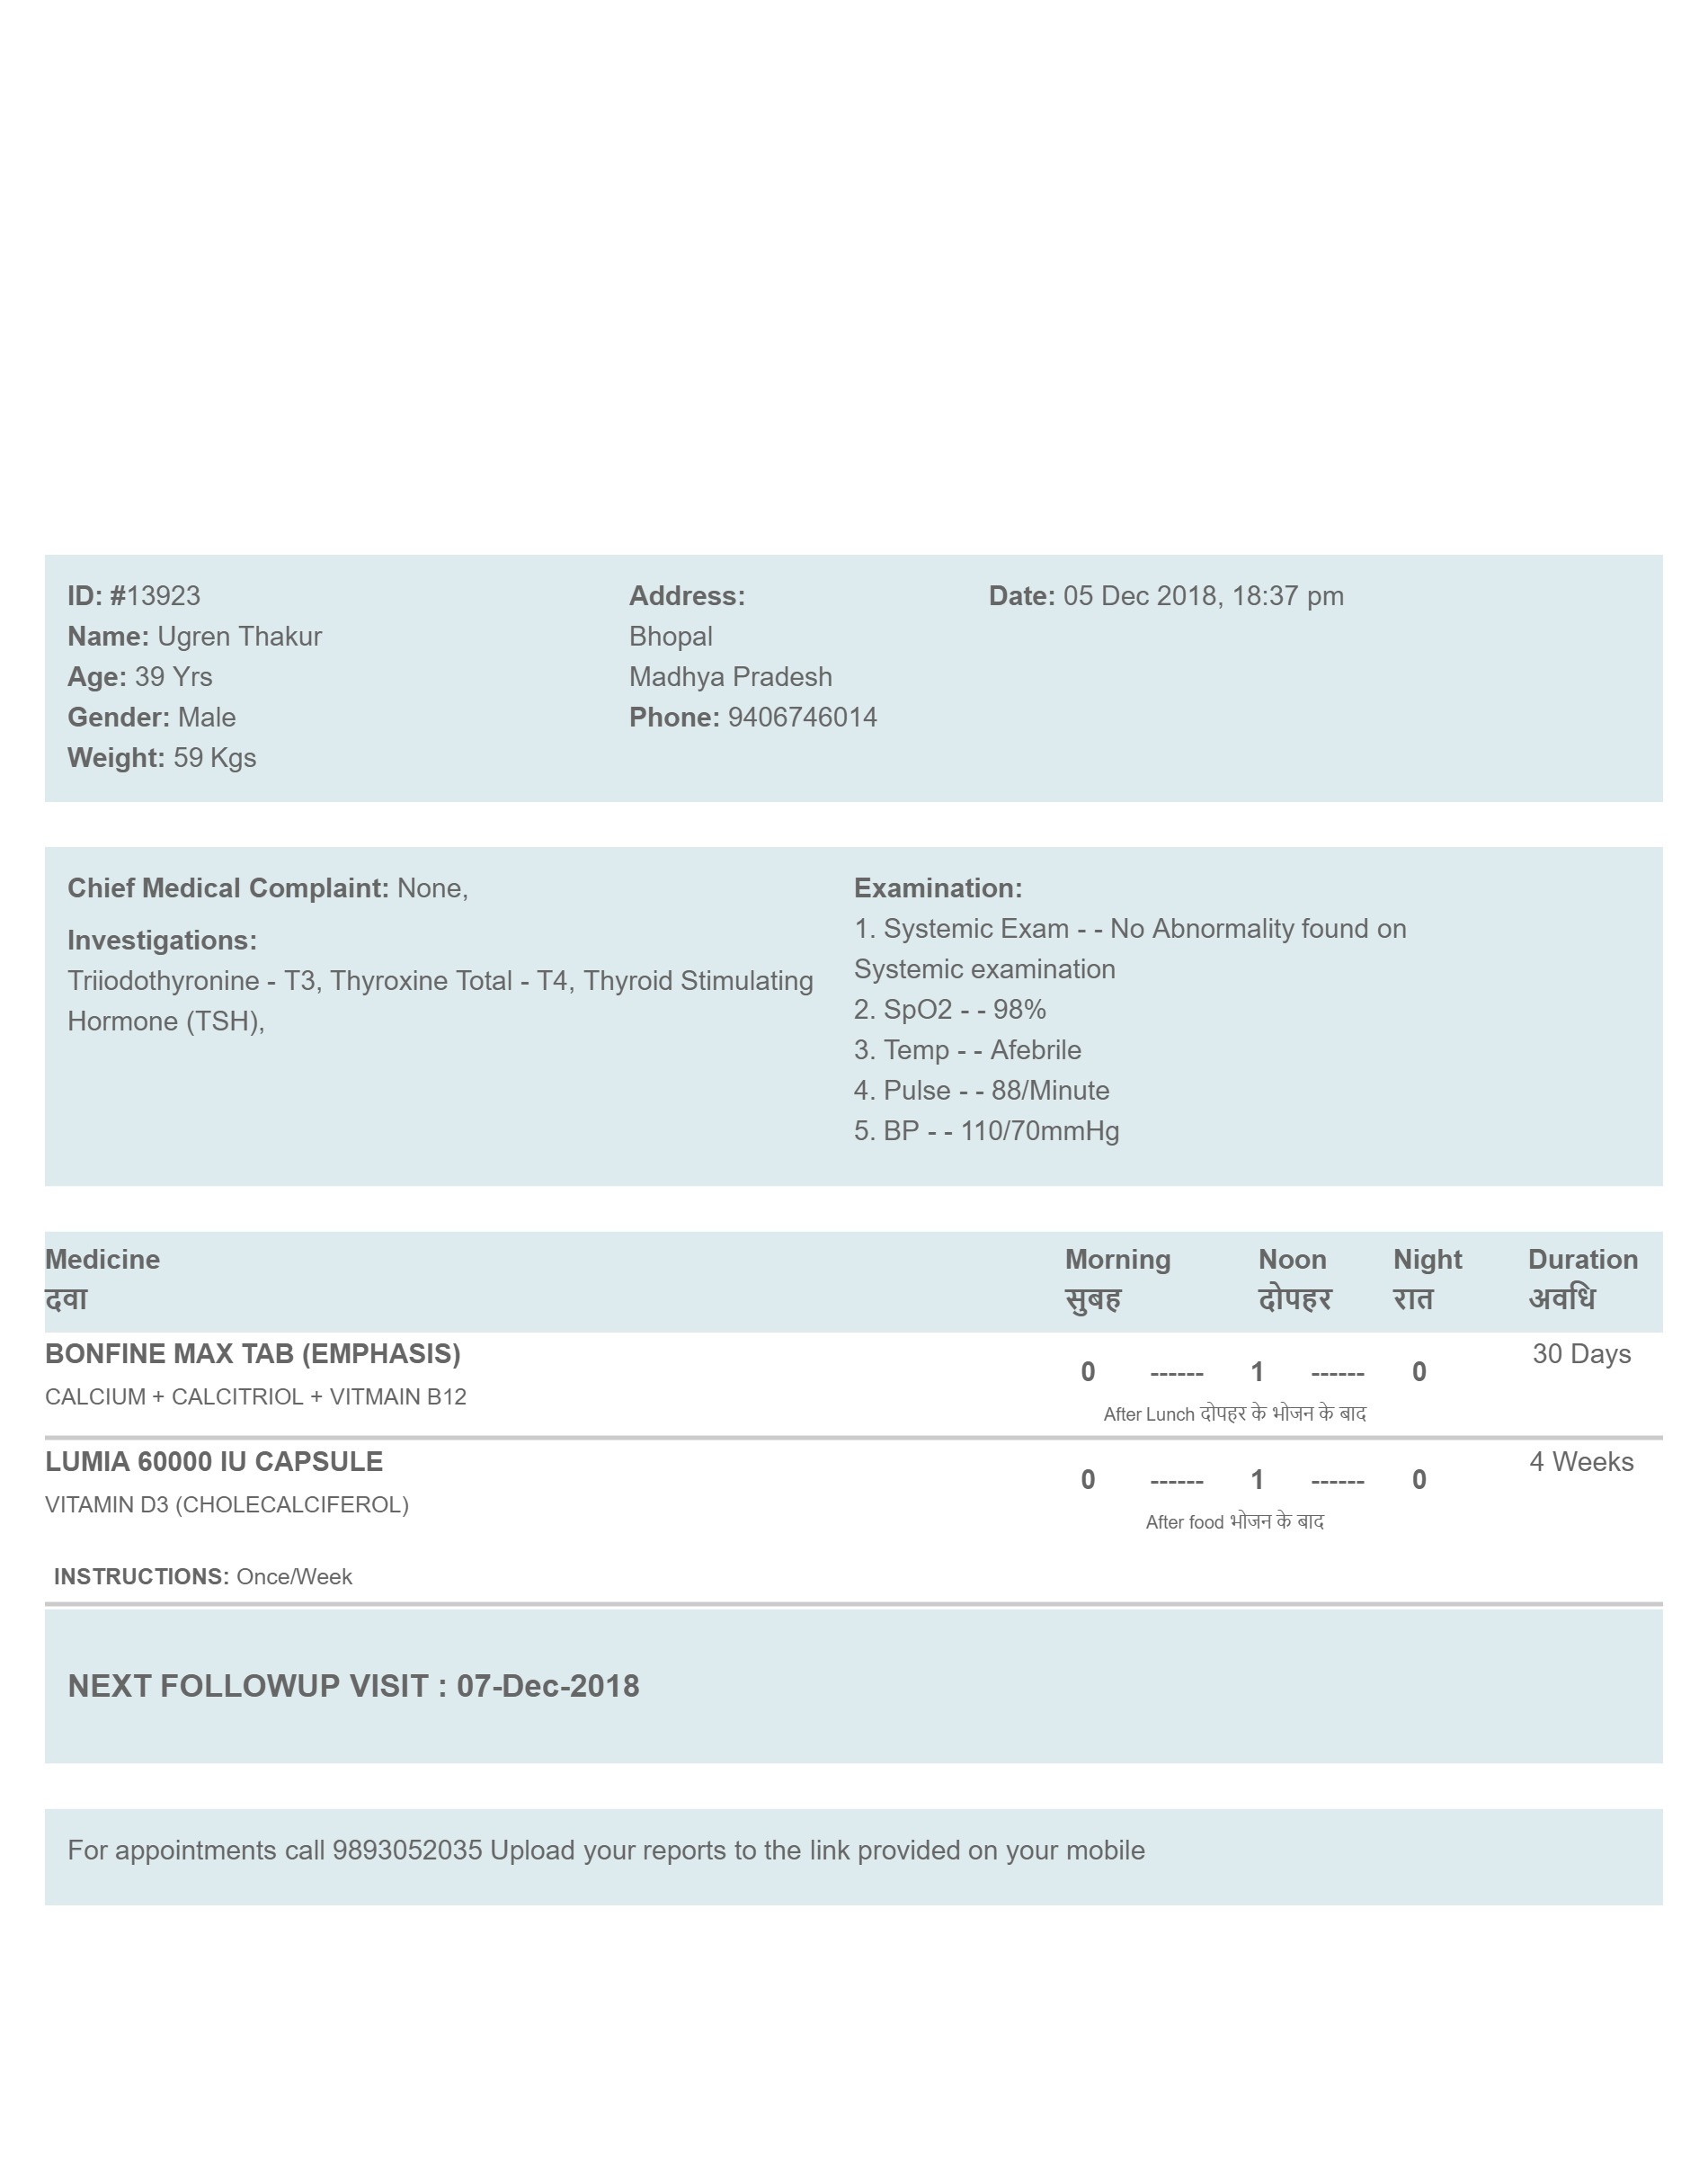 ID: #13923
Name: Ugren Thakur
Age: 39 Yrs
Gender: Male
Weight: 59 Kgs
Address:
Bhopal
Madhya Pradesh
Phone: 9406746014
Date: 05 Dec 2018, 18:37 pm
Chief Medical Complaint: None,
Investigations:
Triiodothyronine - T3, Thyroxine Total - T4, Thyroid Stimulating
Hormone (TSH),
Examination:
1. Systemic Exam - - No Abnormality found on
Systemic examination
2. SpO2 - - 98%
3. Temp - - Afebrile
4. Pulse - - 88/Minute
5. BP - - 110/70mmHg
Medicine Morning Noon Night Duration
दवा सुबह दोपहर रात अवधि
BONFINE MAX TAB (EMPHASIS) 30 Days
0 ------ 1 ------ 0
CALCIUM + CALCITRIOL + VITMAIN B12
After Lunch दोपहर के भोजन के बाद
LUMIA 60000 IU CAPSULE 4 Weeks
0 ------ 1 ------ 0
VITAMIN D3 (CHOLECALCIFEROL)
After food भोजन के बाद
INSTRUCTIONS: Once/Week
NEXT FOLLOWUP VISIT : 07-Dec-2018
For appointments call 9893052035 Upload your reports to the link provided on your mobile